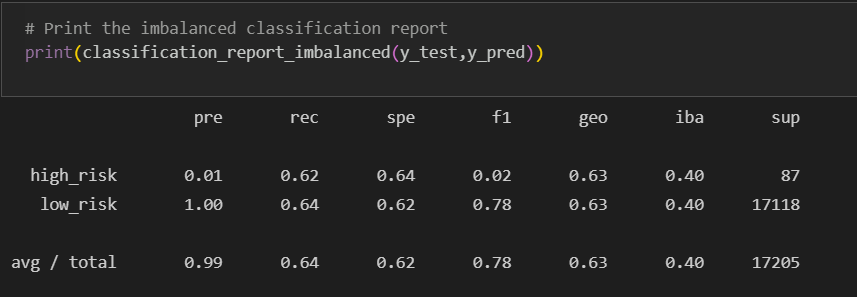 # Print the imbalanced classification report
print(classification_report_imbalanced(y_test,y_pred))
pre rec spe f1 geo iba sup
high_risk 0.01 0.62 0.64 0.02 0.63 0.40 87
low_risk 1.00 0.64 0.62 0.78 0.63 0.40 17118
avg / total 0.99 0.64 0.62 0.78 0.63 0.40 17205